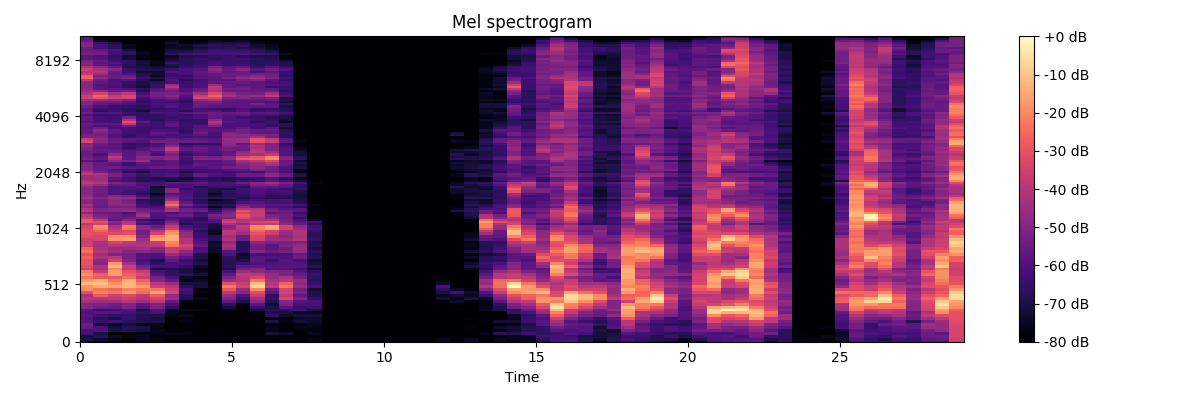 Mel spectrogram
Hz
8192
4096
2048
1024
512
0
0 5 10 15 20 25
Time
+0 dB
-10 dB
-20 dB
-30 dB
-40 dB
-50 dB
-60 dB
-70 dB
-80 dB